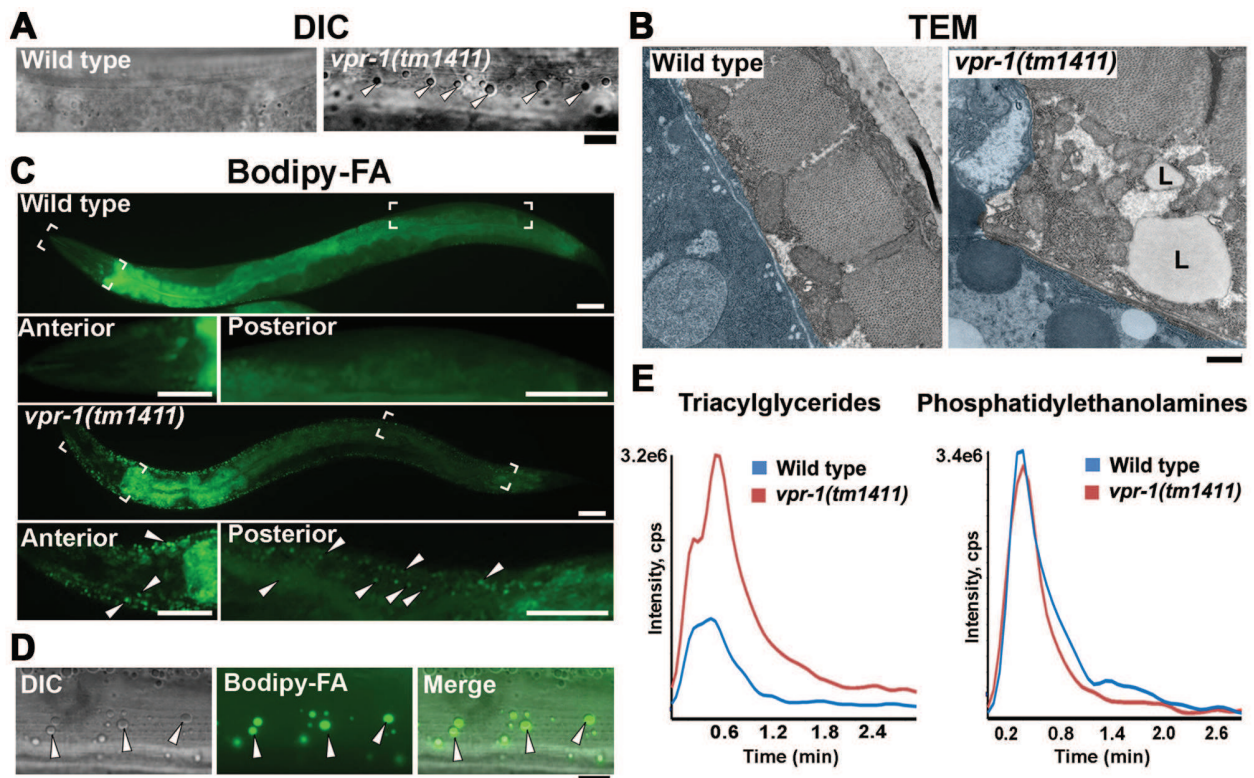 A
DIC
Wild type
vpr-1(tm1411)
B
TEM
Wild type
vpr-1(tm1411)
L
L
C
Bodipy-FA
Wild type
Anterior
Posterior
vpr-1(tm1411)
Anterior
Posterior
D
DIC
Bodipy-FA
Merge
E
Triacylglycerides
3.2e6
Wild type
vpr-1(tm1411)
Intensity, cps
0.6 1.2 1.8 2.4
Time (min)
Phosphatidylethanolamines
3.4e6
Wild type
vpr-1(tm1411)
Intensity, cps
0.2 0.8 1.4 2.0 2.6
Time (min)